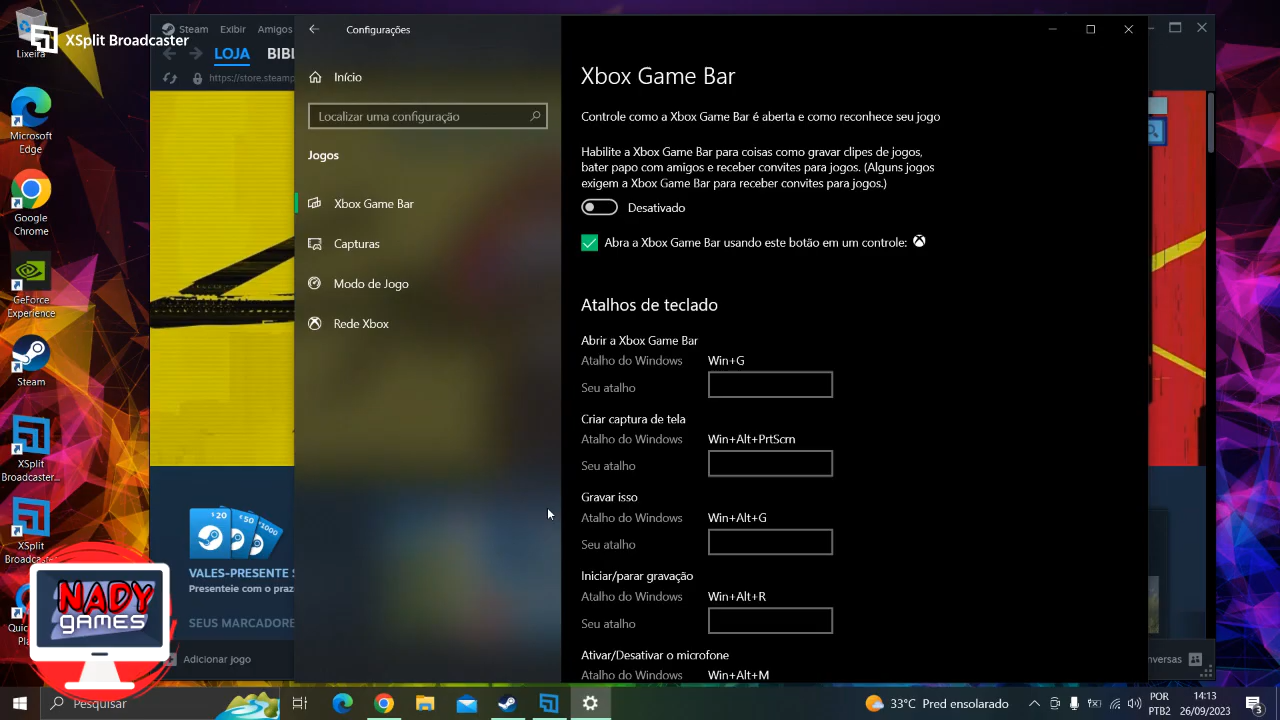 XSplit Broadcaster
Lixeira
Microsoft
Edge
Google
Chrome
GeForce
Experience
Steam
XSplit
Broadcaster...
XSplit
Broadcaster
Quic
Pla
NADY
GAMES
Steam Exibir Amigos
LOJA BIBL
https://store.steamp
$20
50
1000
VALES-PRESENTE S
Presenteie com o praz
SEUS MARCADORE
Adicionar jogo
Configurações
Início
Localizar uma configuração
Jogos
Xbox Game Bar
Capturas
Modo de Jogo
Rede Xbox
Xbox Game Bar
Controle como a Xbox Game Bar é aberta e como reconhece seu jogo
Habilite a Xbox Game Bar para coisas como gravar clipes de jogos,
bater papo com amigos e receber convites para jogos. (Alguns jogos
exigem a Xbox Game Bar para receber convites para jogos.)
Desativado
Abra a Xbox Game Bar usando este botão em um controle:
Atalhos de teclado
Abrir a Xbox Game Bar
Atalho do Windows Win+G
Seu atalho
Criar captura de tela
Atalho do Windows Win+Alt+PrtScrn
Seu atalho
Gravar isso
Atalho do Windows Win+Alt+G
Seu atalho
Iniciar/parar gravação
Atalho do Windows Win+Alt+R
Seu atalho
Ativar/Desativar o microfone
Atalho do Windows Win+Alt+M
nversas
Pesquisar
33°C Pred ensolarado
POR
PTB2
14:13
26/09/2023
3